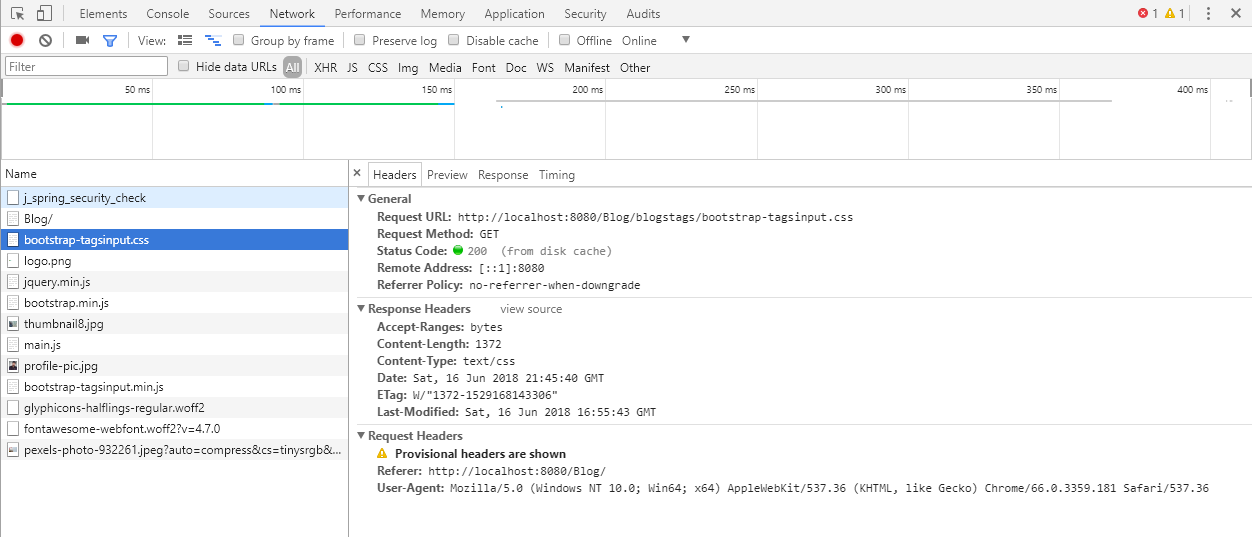 Elements Console Sources Network Performance Memory Application Security Audits 1 1
View: Group by frame Preserve log Disable cache Offline Online
Filter Hide data URLs All XHR JS CSS Img Media Font Doc WS Manifest Other
50 ms 100 ms 150 ms 200 ms 250 ms 300 ms 350 ms 400 ms
Name
j_spring_security_check
Blog/
bootstrap-tagsinput.css
logo.png
jquery.min.js
bootstrap.min.js
thumbnail8.jpg
main.js
profile-pic.jpg
bootstrap-tagsinput.min.js
glyphicons-halflings-regular.woff2
fontawesome-webfont.woff2?v=4.7.0
pexels-photo-932261.jpeg?auto=compress&cs=tinysrgb&...
Headers Preview Response Timing
General
Request URL: http://localhost:8080/Blog/blogstags/bootstrap-tagsinput.css
Request Method: GET
Status Code: 200 (from disk cache)
Remote Address: [::1]:8080
Referrer Policy: no-referrer-when-downgrade
Response Headers view source
Accept-Ranges: bytes
Content-Length: 1372
Content-Type: text/css
Date: Sat, 16 Jun 2018 21:45:40 GMT
ETag: W/"1372-1529168143306"
Last-Modified: Sat, 16 Jun 2018 16:55:43 GMT
Request Headers
Provisional headers are shown
Referer: http://localhost:8080/Blog/
User-Agent: Mozilla/5.0 (Windows NT 10.0; Win64; x64) AppleWebKit/537.36 (KHTML, like Gecko) Chrome/66.0.3359.181 Safari/537.36